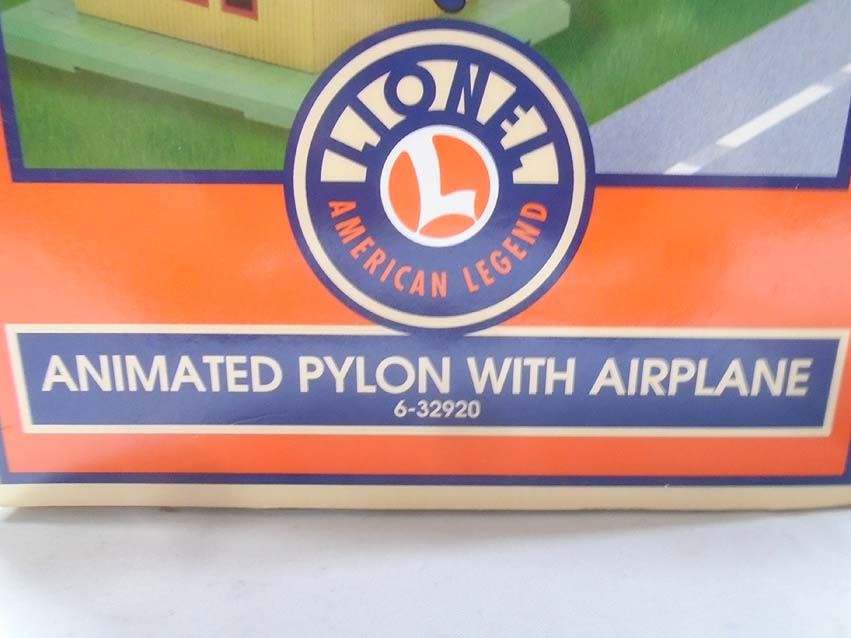 LIONEL
L
AMERICAN LEGEND
ANIMATED PYLON WITH AIRPLANE
6-32920